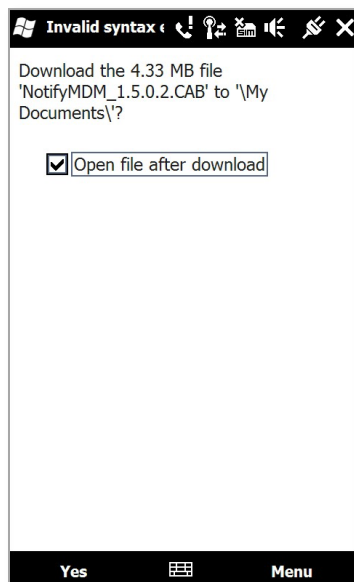 Invalid syntax e
Download the 4.33 MB file
'NotifyMDM_1.5.0.2.CAB' to '\My
Documents\'?
Open file after download
Yes Menu